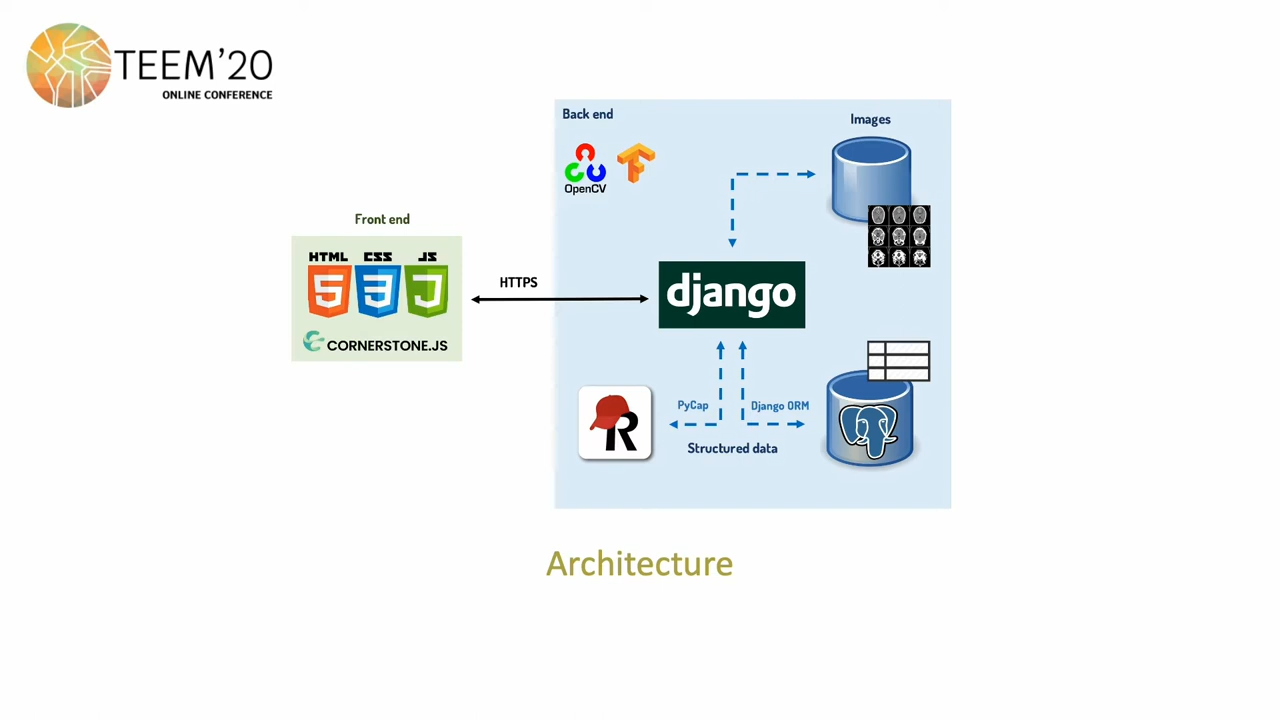 TEEM'20
ONLINE CONFERENCE
Back end
Images
OpenCV
Front end
HTML CSS JS
HTTPS
django
CORNERSTONE.JS
PyCap
Django ORM
R
Structured data
Architecture